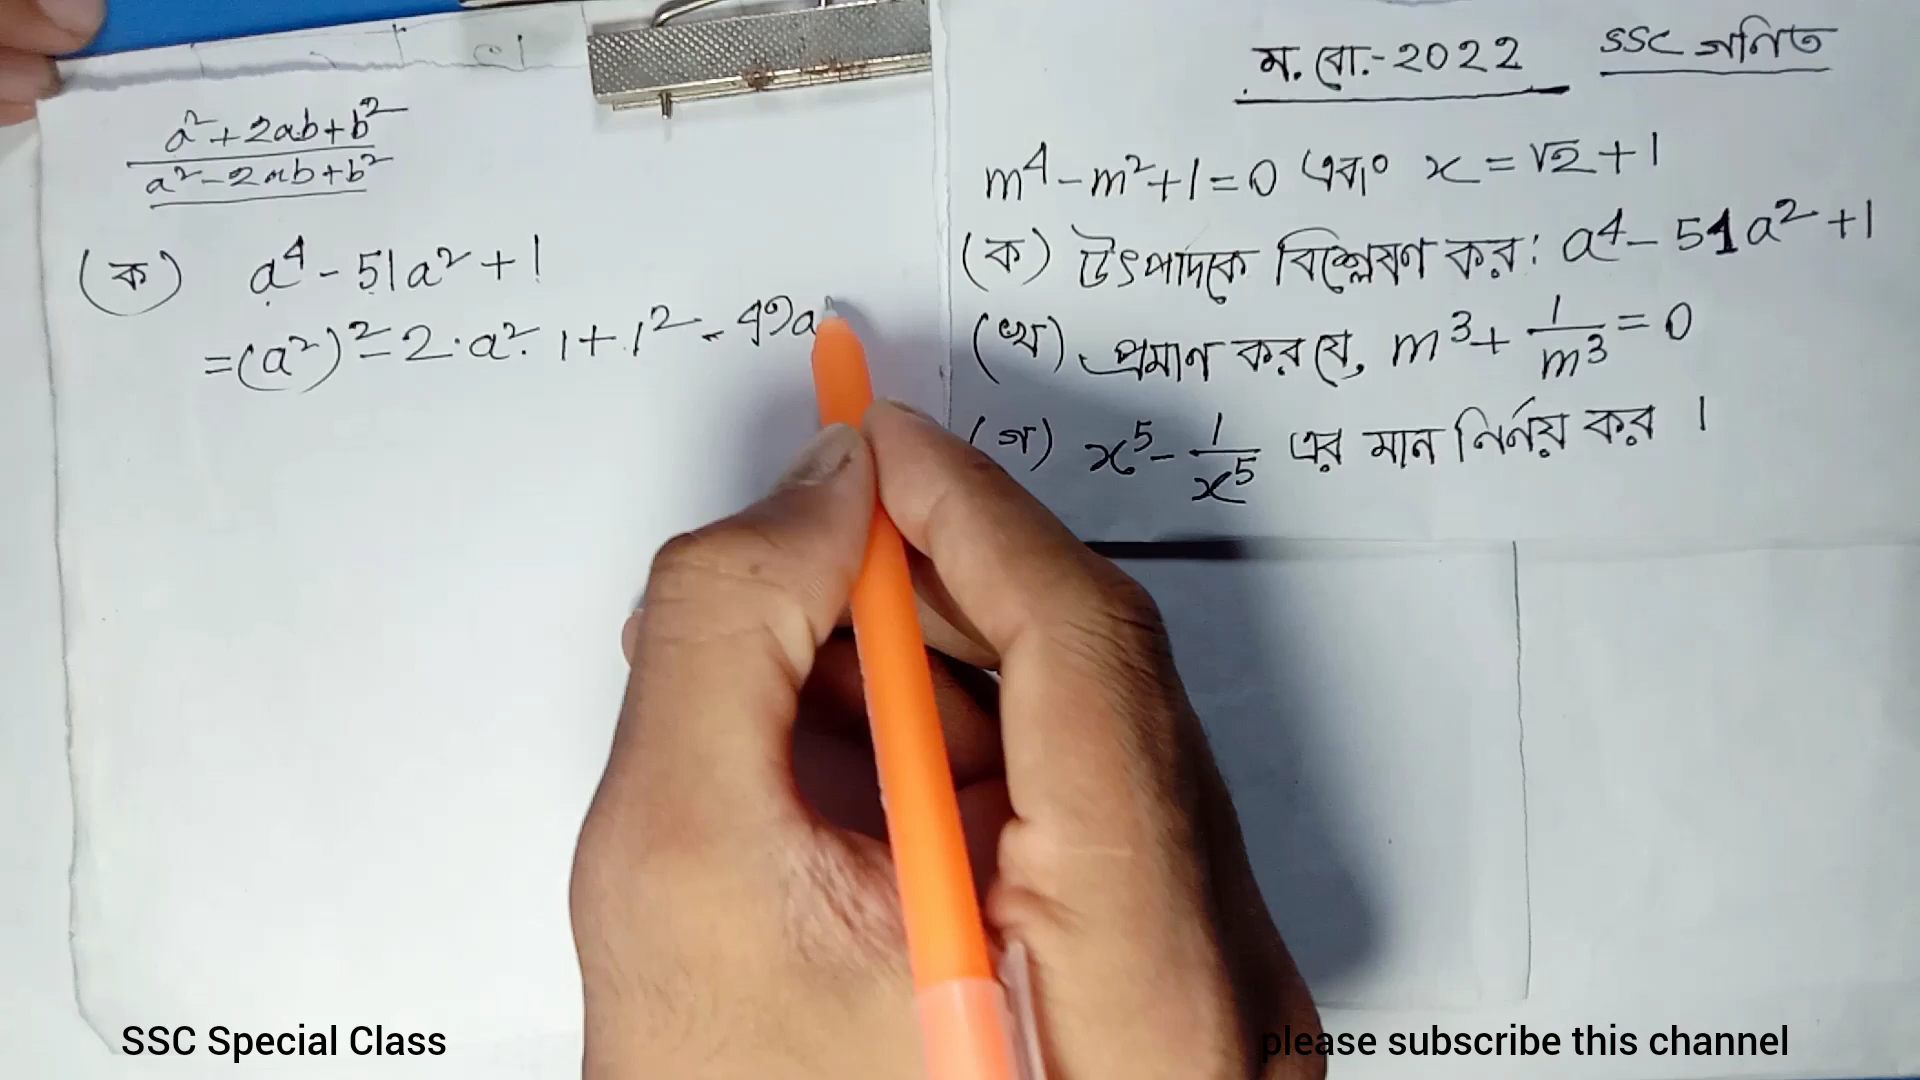 a² + 2ab + b²
a² - 2ab + b²
(ক) a⁴ - 51a² + 1
= (a²)² - 2·a²·1 + 1² - 49a
ম. বো.-2022 SSC গনিত
m⁴ - m² + 1 = 0 এবং x = √2 + 1
(ক) উৎপাদকে বিশ্লেষণ কর: a⁴ - 51a² + 1
(খ) প্রমাণ কর যে, m³ + 1/m³ = 0
(গ) x⁵ - 1/x⁵ এর মান নির্নয় কর ।
SSC Special Class
please subscribe this channel